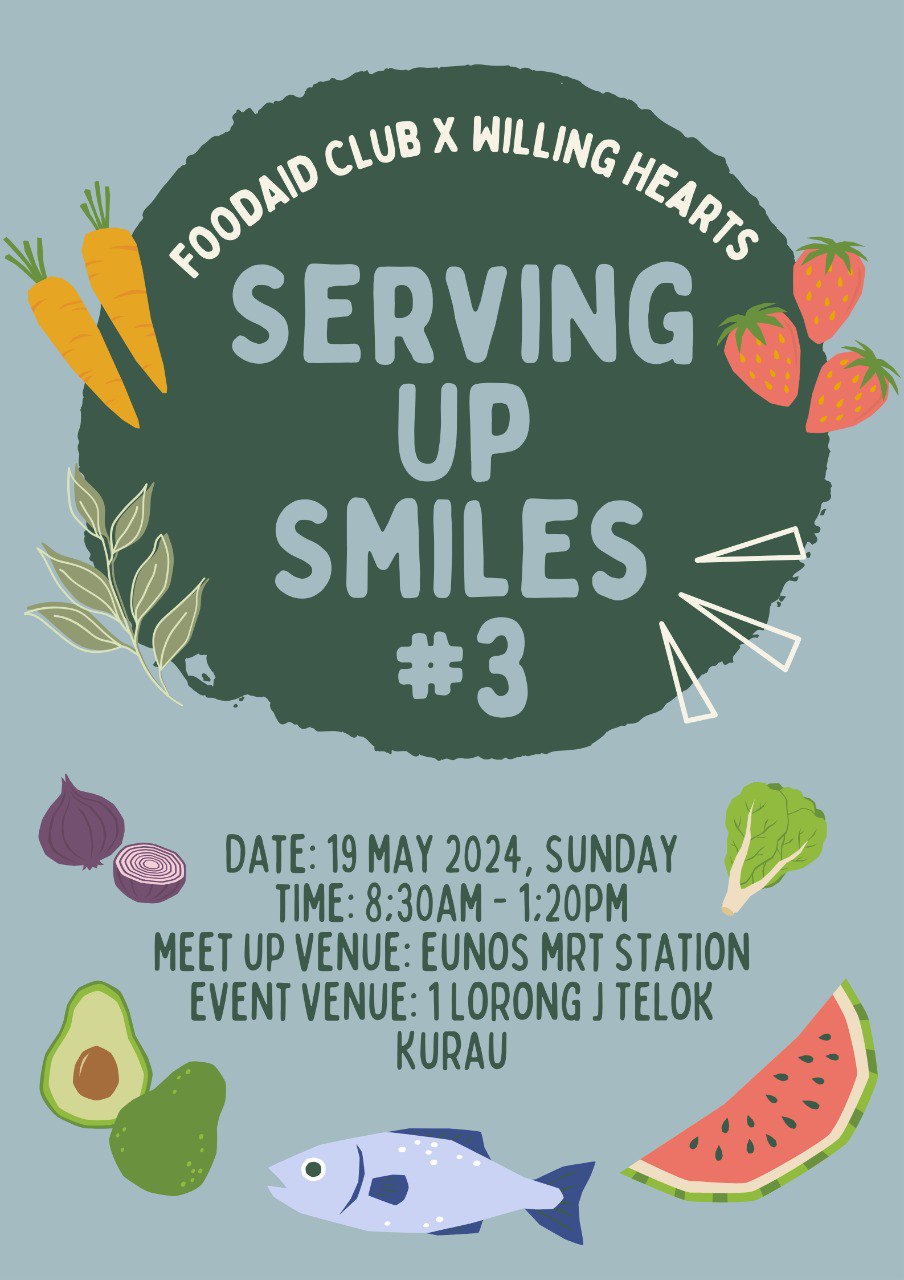 FOODAID CLUB X WILLING HEARTS
SERVING
UP
SMILES
#3
DATE: 19 MAY 2024, SUNDAY
TIME: 8:30AM - 1:20PM
MEET UP VENUE: EUNOS MRT STATION
EVENT VENUE: 1 LORONG J TELOK
KURAU